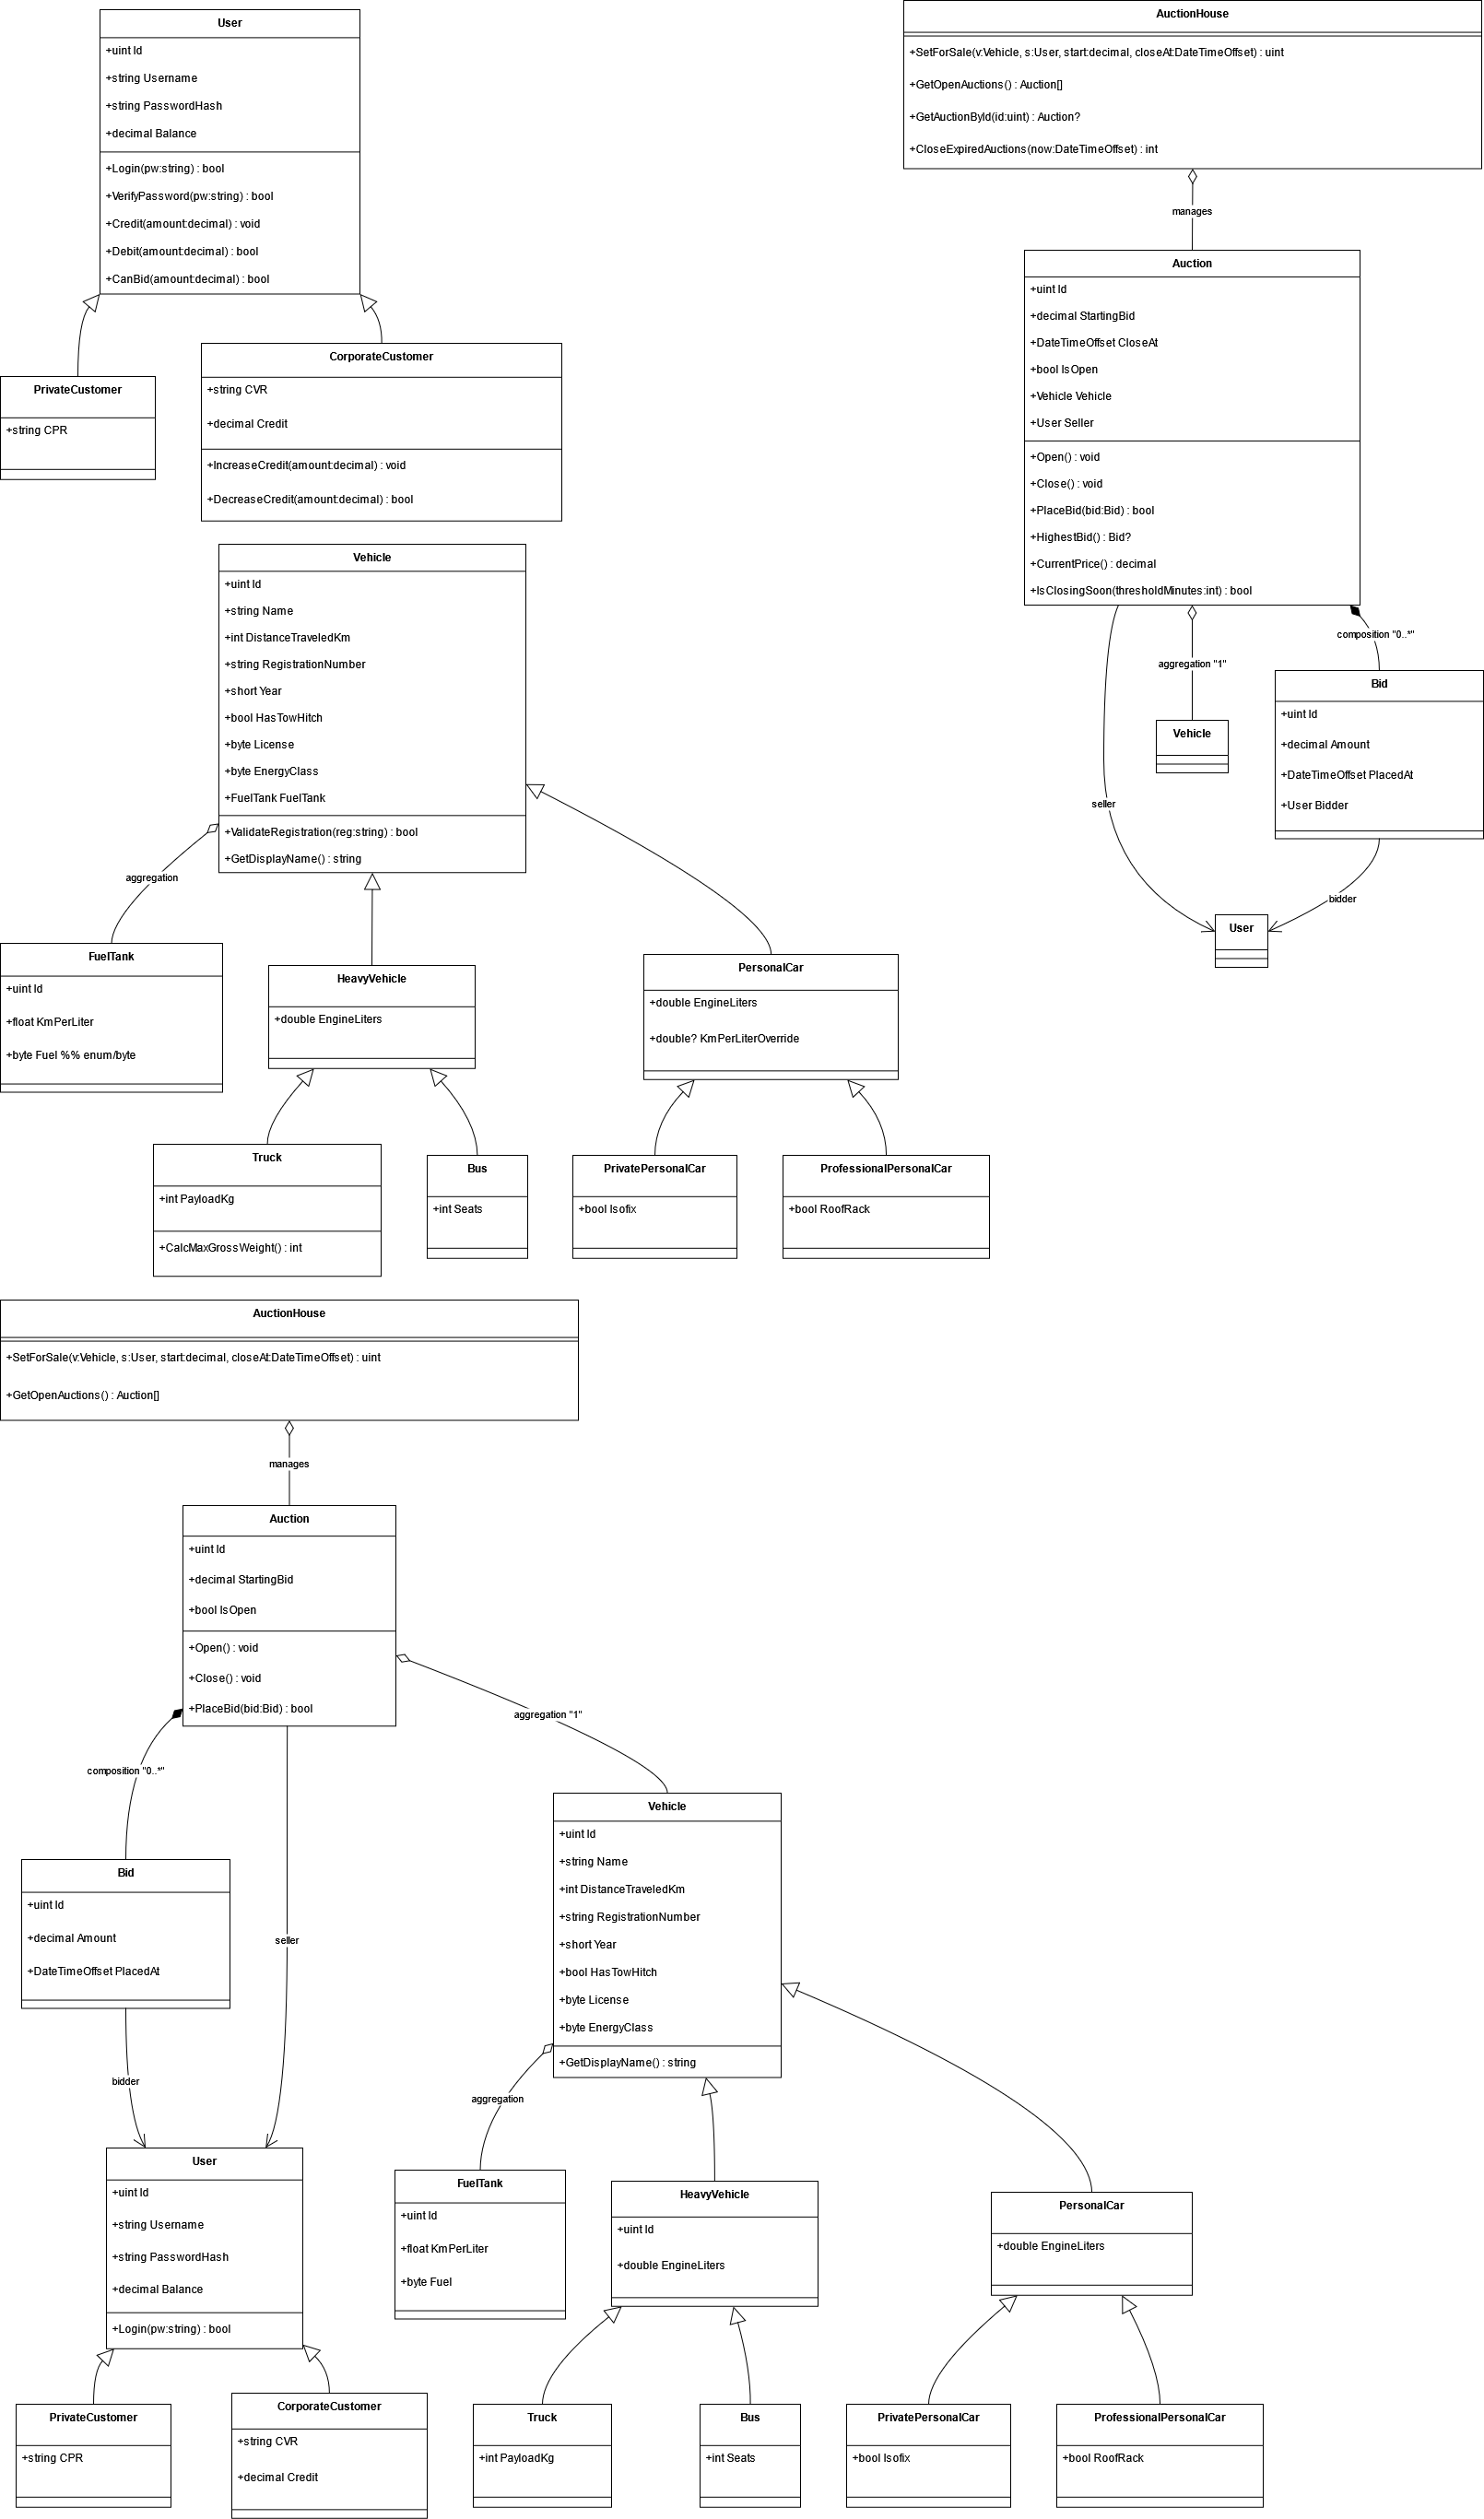 User
+uint Id
+string Username
+string PasswordHash
+decimal Balance
+Login(pw:string) : bool
+VerifyPassword(pw:string) : bool
+Credit(amount:decimal) : void
+Debit(amount:decimal) : bool
+CanBid(amount:decimal) : bool
PrivateCustomer
+string CPR
CorporateCustomer
+string CVR
+decimal Credit
+IncreaseCredit(amount:decimal) : void
+DecreaseCredit(amount:decimal) : bool
AuctionHouse
+SetForSale(v:Vehicle, s:User, start:decimal, closeAt:DateTimeOffset) : uint
+GetOpenAuctions() : Auction[]
+GetAuctionById(id:uint) : Auction?
+CloseExpiredAuctions(now:DateTimeOffset) : int
manages
Auction
+uint Id
+decimal StartingBid
+DateTimeOffset CloseAt
+bool IsOpen
+Vehicle Vehicle
+User Seller
+Open() : void
+Close() : void
+PlaceBid(bid:Bid) : bool
+HighestBid() : Bid?
+CurrentPrice() : decimal
+IsClosingSoon(thresholdMinutes:int) : bool
composition "0..*"
aggregation "1"
seller
Vehicle
Bid
+uint Id
+decimal Amount
+DateTimeOffset PlacedAt
+User Bidder
bidder
User
Vehicle
+uint Id
+string Name
+int DistanceTraveledKm
+string RegistrationNumber
+short Year
+bool HasTowHitch
+byte License
+byte EnergyClass
+FuelTank FuelTank
+ValidateRegistration(reg:string) : bool
+GetDisplayName() : string
aggregation
FuelTank
+uint Id
+float KmPerLiter
+byte Fuel %% enum/byte
HeavyVehicle
+double EngineLiters
PersonalCar
+double EngineLiters
+double? KmPerLiterOverride
Truck
+int PayloadKg
+CalcMaxGrossWeight() : int
Bus
+int Seats
PrivatePersonalCar
+bool Isofix
ProfessionalPersonalCar
+bool RoofRack
AuctionHouse
+SetForSale(v:Vehicle, s:User, start:decimal, closeAt:DateTimeOffset) : uint
+GetOpenAuctions() : Auction[]
manages
Auction
+uint Id
+decimal StartingBid
+bool IsOpen
+Open() : void
+Close() : void
+PlaceBid(bid:Bid) : bool
aggregation "1"
composition "0..*"
seller
Bid
+uint Id
+decimal Amount
+DateTimeOffset PlacedAt
bidder
Vehicle
+uint Id
+string Name
+int DistanceTraveledKm
+string RegistrationNumber
+short Year
+bool HasTowHitch
+byte License
+byte EnergyClass
+GetDisplayName() : string
aggregation
User
+uint Id
+string Username
+string PasswordHash
+decimal Balance
+Login(pw:string) : bool
FuelTank
+uint Id
+float KmPerLiter
+byte Fuel
HeavyVehicle
+uint Id
+double EngineLiters
PersonalCar
+double EngineLiters
PrivateCustomer
+string CPR
CorporateCustomer
+string CVR
+decimal Credit
Truck
+int PayloadKg
Bus
+int Seats
PrivatePersonalCar
+bool Isofix
ProfessionalPersonalCar
+bool RoofRack